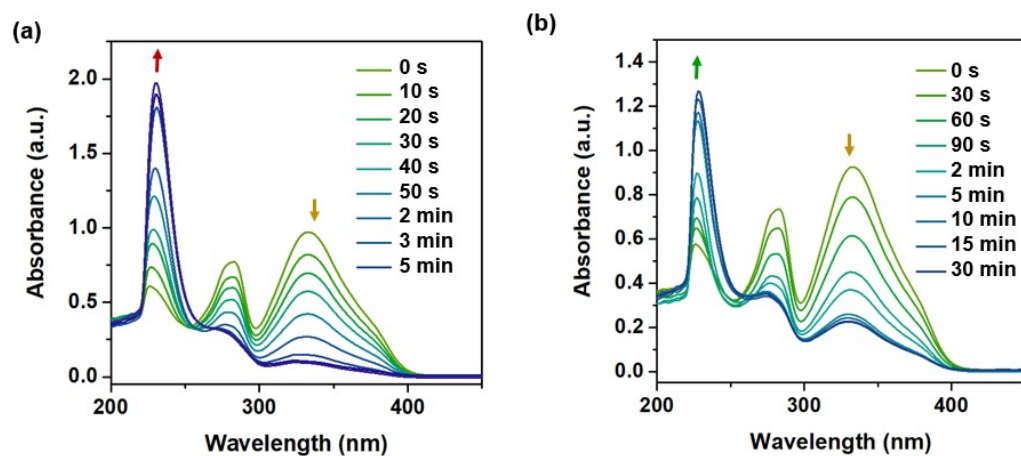 (a)
2.0
1.5
1.0
0.5
0.0
Absorbance (a.u.)
200
300
400
Wavelength (nm)
0 s
10 s
20 s
30 s
40 s
50 s
2 min
3 min
5 min
(b)
1.4
1.2
1.0
0.8
0.6
0.4
0.2
0.0
Absorbance (a.u.)
200
300
400
Wavelength (nm)
0 s
30 s
60 s
90 s
2 min
5 min
10 min
15 min
30 min